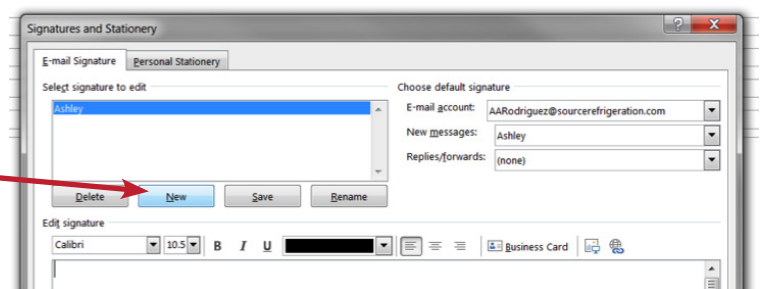 Signatures and Stationery
E-mail Signature Personal Stationery
Select signature to edit Choose default signature
Ashley
E-mail account: AARodriguez@sourcerefrigeration.com
New messages: Ashley
Replies/forwards: (none)
Delete New Save Rename
Edit signature
Calibri 10.5 B I U Business Card